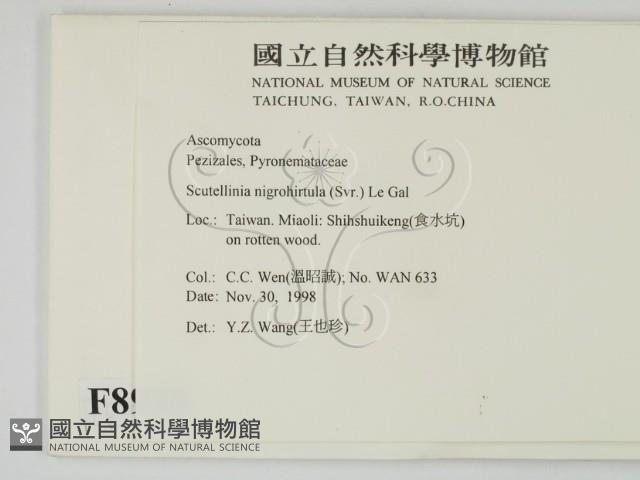 國立自然科學博物館
NATIONAL MUSEUM OF NATURAL SCIENCE
TAICHUNG, TAIWAN, R.O.CHINA
Ascomycota
Pezizales, Pyronemataceae
Scutellinia nigrohirtula (Svr.) Le Gal
Loc.: Taiwan. Miaoli: Shihshuikeng(食水坑)
on rotten wood.
Col.: C.C. Wen(溫昭誠); No. WAN 633
Date: Nov. 30, 1998
Det.: Y.Z. Wang(王也珍)
F89
國立自然科學博物館
NATIONAL MUSEUM OF NATURAL SCIENCE